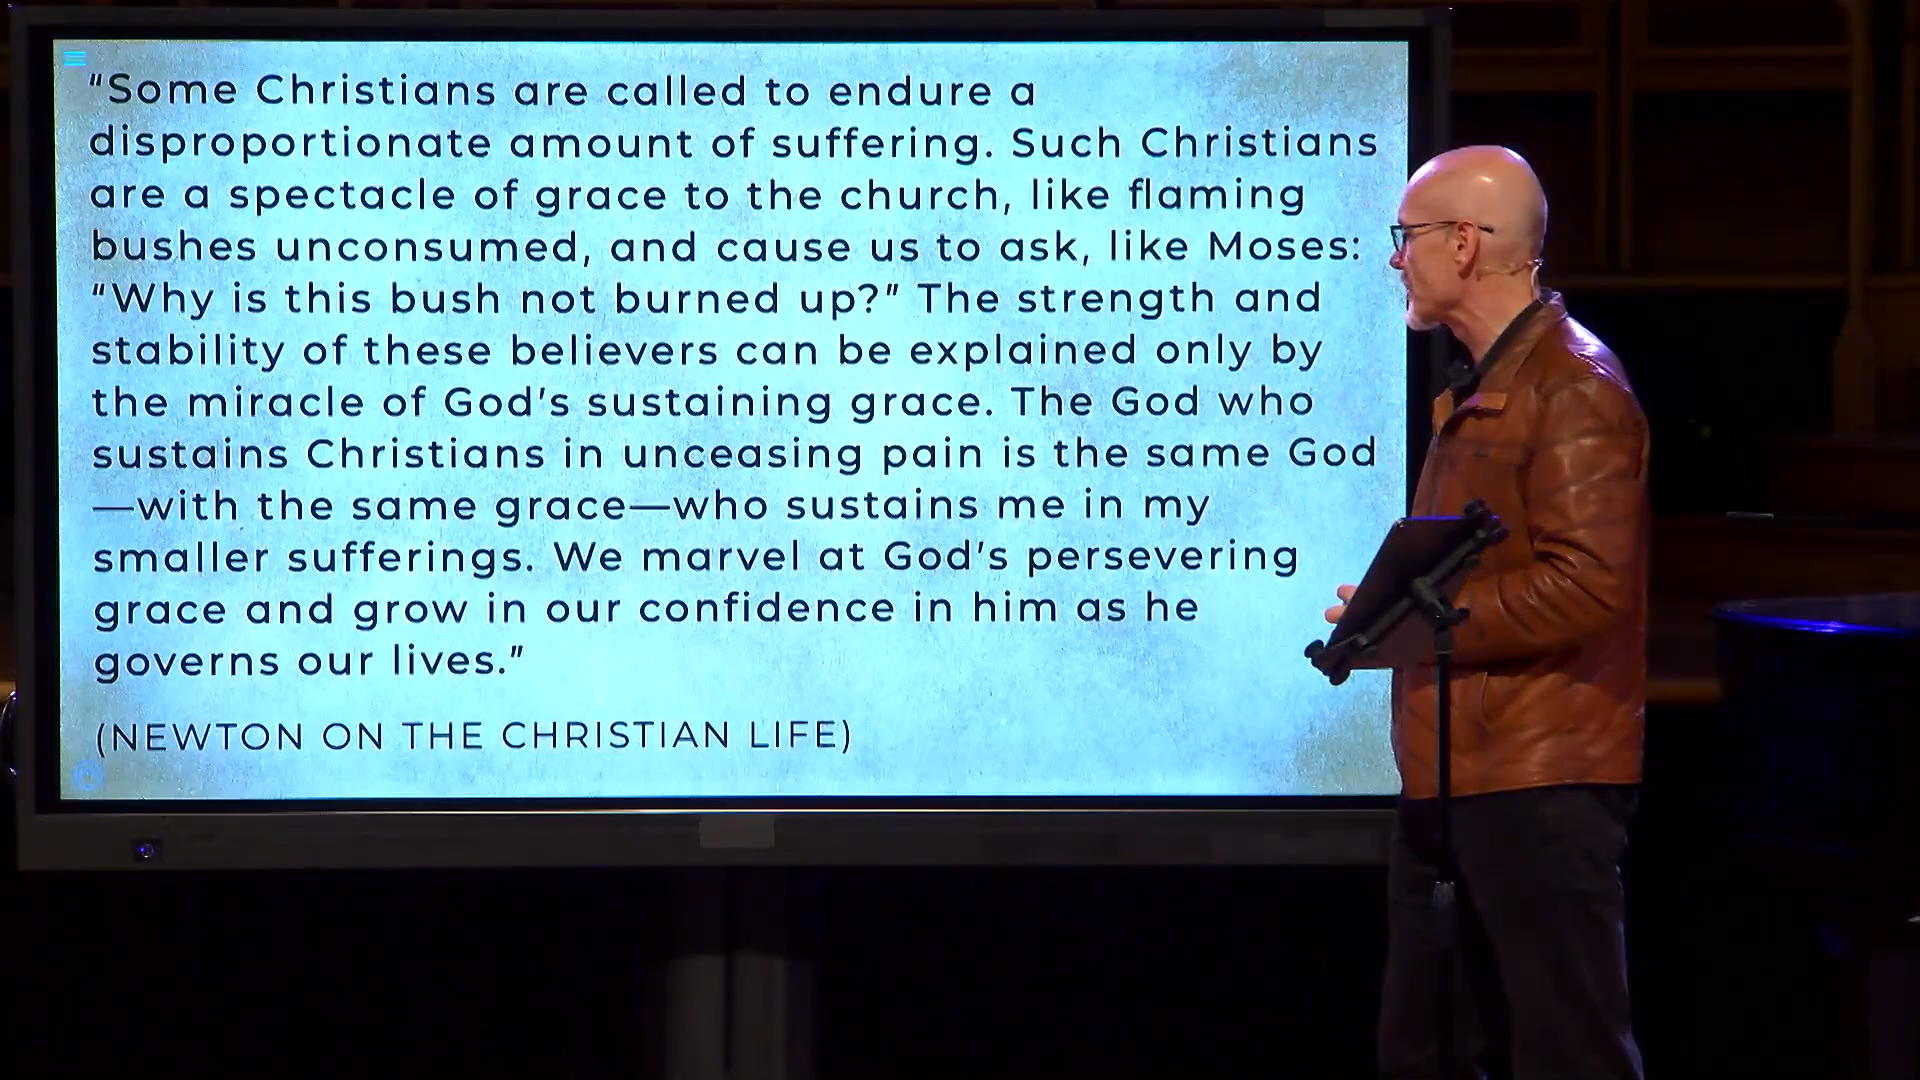 "Some Christians are called to endure a
disproportionate amount of suffering. Such Christians
are a spectacle of grace to the church, like flaming
bushes unconsumed, and cause us to ask, like Moses:
"Why is this bush not burned up?" The strength and
stability of these believers can be explained only by
the miracle of God's sustaining grace. The God who
sustains Christians in unceasing pain is the same God
—with the same grace—who sustains me in my
smaller sufferings. We marvel at God's persevering
grace and grow in our confidence in him as he
governs our lives."
(NEWTON ON THE CHRISTIAN LIFE)